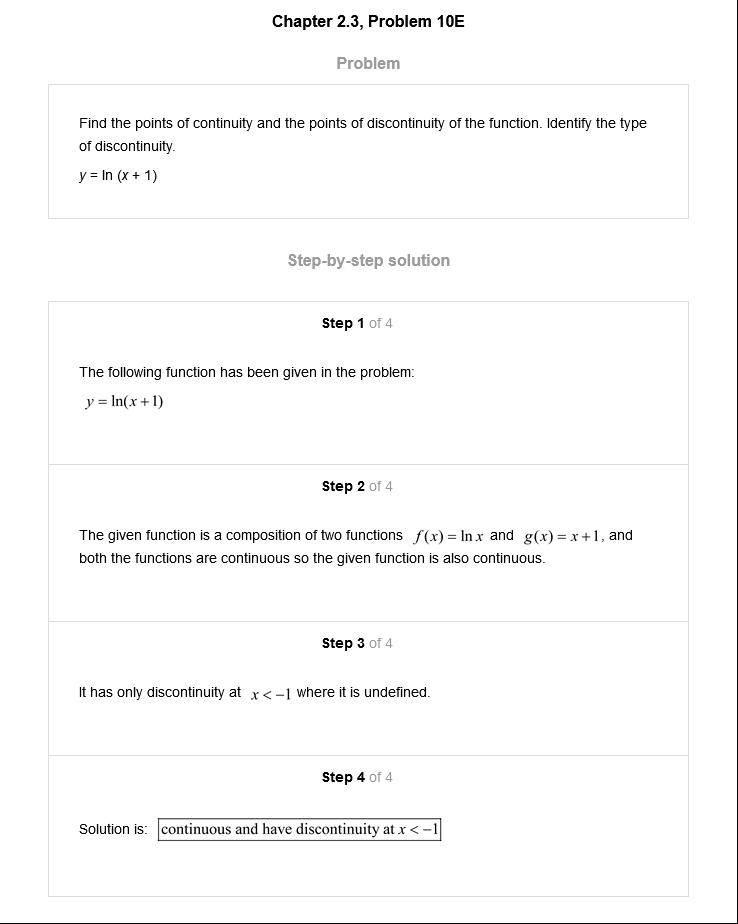 Chapter 2.3, Problem 10E
Problem
Find the points of continuity and the points of discontinuity of the function. Identify the type
of discontinuity.
y = ln (x + 1)
Step-by-step solution
Step 1 of 4
The following function has been given in the problem:
y = ln(x+1)
Step 2 of 4
The given function is a composition of two functions f(x) = ln x and g(x) = x+1, and
both the functions are continuous so the given function is also continuous.
Step 3 of 4
It has only discontinuity at x < −1 where it is undefined.
Step 4 of 4
Solution is: continuous and have discontinuity at x < −1